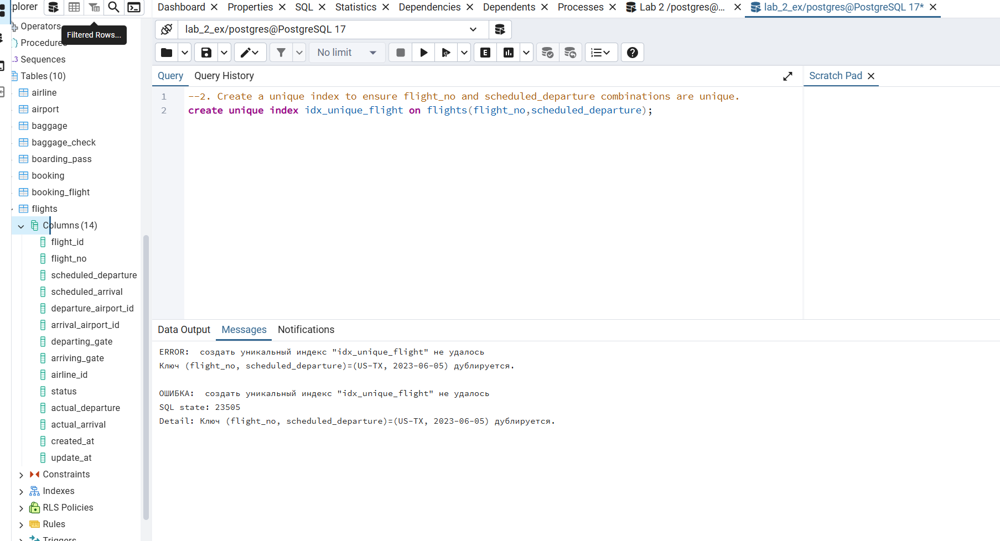 plorer
Dashboard
Properties
SQL
Statistics
Dependencies
Dependents
Processes
Lab 2 /postgres@...
lab_2_ex/postgres@PostgreSQL 17*
Operators
Filtered Rows...
Procedures
.3 Sequences
Tables (10)
airline
airport
baggage
baggage_check
boarding_pass
booking
booking_flight
flights
Columns (14)
flight_id
flight_no
scheduled_departure
scheduled_arrival
departure_airport_id
arrival_airport_id
departing_gate
arriving_gate
airline_id
status
actual_departure
actual_arrival
created_at
update_at
Constraints
Indexes
RLS Policies
Rules
Triggers
lab_2_ex/postgres@PostgreSQL 17
No limit
E
Query
Query History
Scratch Pad
1 --2. Create a unique index to ensure flight_no and scheduled_departure combinations are unique.
2 create unique index idx_unique_flight on flights(flight_no,scheduled_departure);
Data Output
Messages
Notifications
ERROR:  создать уникальный индекс "idx_unique_flight" не удалось
Ключ (flight_no, scheduled_departure)=(US-TX, 2023-06-05) дублируется.
ОШИБКА:  создать уникальный индекс "idx_unique_flight" не удалось
SQL state: 23505
Detail: Ключ (flight_no, scheduled_departure)=(US-TX, 2023-06-05) дублируется.